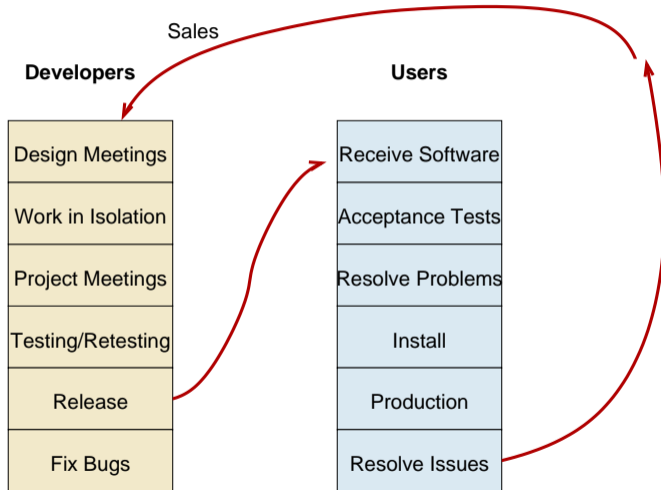 Sales
Developers
Users
Design Meetings
Receive Software
Work in Isolation
Acceptance Tests
Project Meetings
Resolve Problems
Testing/Retesting
Install
Release
Production
Fix Bugs
Resolve Issues